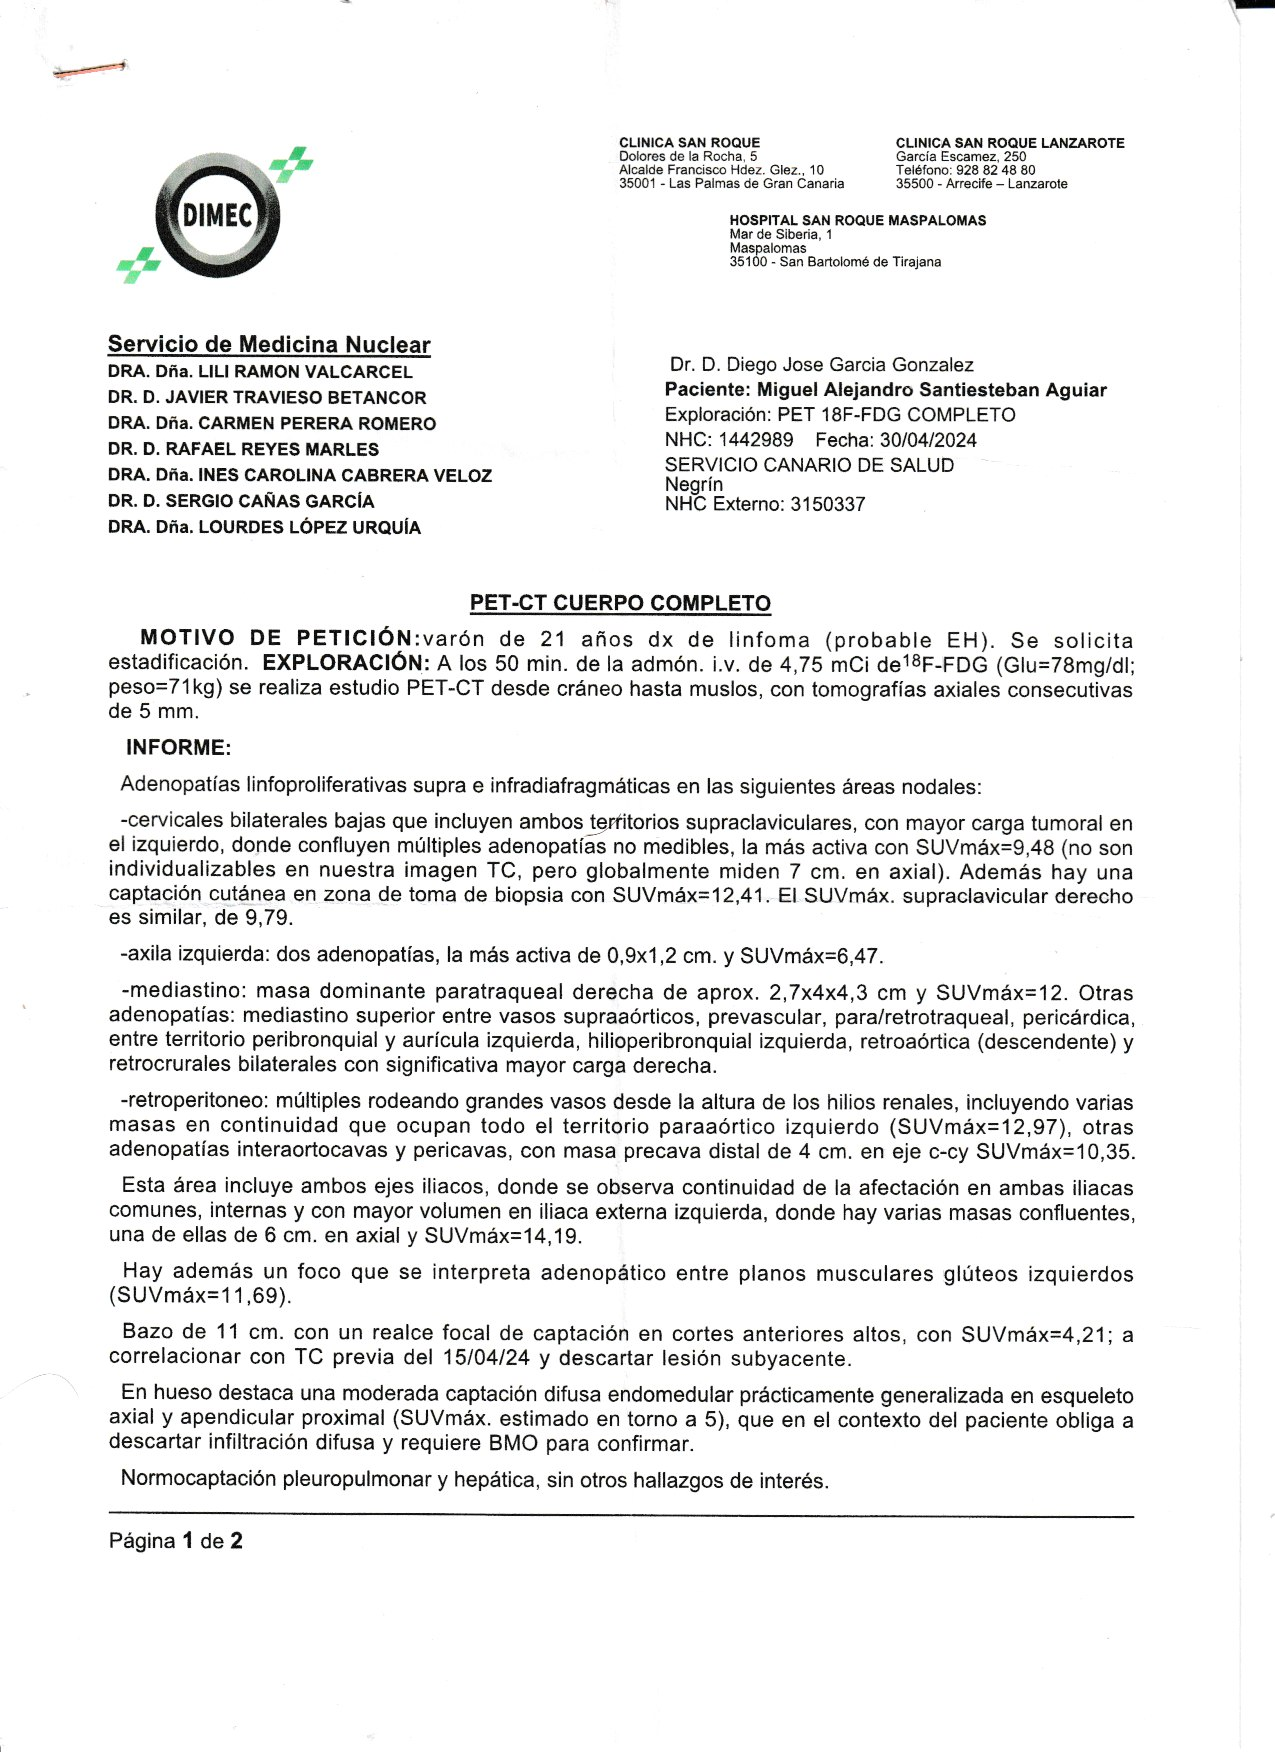 DIMEC
CLINICA SAN ROQUE
Dolores de la Rocha, 5
Alcalde Francisco Hdez. Glez., 10
35001 - Las Palmas de Gran Canaria
CLINICA SAN ROQUE LANZAROTE
García Escamez, 250
Teléfono: 928 82 48 80
35500 - Arrecife – Lanzarote
HOSPITAL SAN ROQUE MASPALOMAS
Mar de Siberia, 1
Maspalomas
35100 - San Bartolomé de Tirajana
Servicio de Medicina Nuclear
DRA. Dña. LILI RAMON VALCARCEL
DR. D. JAVIER TRAVIESO BETANCOR
DRA. Dña. CARMEN PERERA ROMERO
DR. D. RAFAEL REYES MARLES
DRA. Dña. INES CAROLINA CABRERA VELOZ
DR. D. SERGIO CAÑAS GARCÍA
DRA. Dña. LOURDES LÓPEZ URQUÍA
Dr. D. Diego Jose Garcia Gonzalez
Paciente: Miguel Alejandro Santiesteban Aguiar
Exploración: PET 18F-FDG COMPLETO
NHC: 1442989 Fecha: 30/04/2024
SERVICIO CANARIO DE SALUD
Negrín
NHC Externo: 3150337
PET-CT CUERPO COMPLETO
MOTIVO DE PETICIÓN:varón de 21 años dx de linfoma (probable EH). Se solicita
estadificación. EXPLORACIÓN: A los 50 min. de la admón. i.v. de 4,75 mCi de¹⁸F-FDG (Glu=78mg/dl;
peso=71kg) se realiza estudio PET-CT desde cráneo hasta muslos, con tomografías axiales consecutivas
de 5 mm.
INFORME:
Adenopatías linfoproliferativas supra e infradiafragmáticas en las siguientes áreas nodales:
-cervicales bilaterales bajas que incluyen ambos territorios supraclaviculares, con mayor carga tumoral en
el izquierdo, donde confluyen múltiples adenopatías no medibles, la más activa con SUVmáx=9,48 (no son
individualizables en nuestra imagen TC, pero globalmente miden 7 cm. en axial). Además hay una
captación cutánea en zona de toma de biopsia con SUVmáx=12,41. El SUVmáx. supraclavicular derecho
es similar, de 9,79.
-axila izquierda: dos adenopatías, la más activa de 0,9x1,2 cm. y SUVmáx=6,47.
-mediastino: masa dominante paratraqueal derecha de aprox. 2,7x4x4,3 cm y SUVmáx=12. Otras
adenopatías: mediastino superior entre vasos supraaórticos, prevascular, para/retrotraqueal, pericárdica,
entre territorio peribronquial y aurícula izquierda, hilioperibronquial izquierda, retroaórtica (descendente) y
retrocrurales bilaterales con significativa mayor carga derecha.
-retroperitoneo: múltiples rodeando grandes vasos desde la altura de los hilios renales, incluyendo varias
masas en continuidad que ocupan todo el territorio paraaórtico izquierdo (SUVmáx=12,97), otras
adenopatías interaortocavas y pericavas, con masa precava distal de 4 cm. en eje c-cy SUVmáx=10,35.
Esta área incluye ambos ejes iliacos, donde se observa continuidad de la afectación en ambas iliacas
comunes, internas y con mayor volumen en iliaca externa izquierda, donde hay varias masas confluentes,
una de ellas de 6 cm. en axial y SUVmáx=14,19.
Hay además un foco que se interpreta adenopático entre planos musculares glúteos izquierdos
(SUVmáx=11,69).
Bazo de 11 cm. con un realce focal de captación en cortes anteriores altos, con SUVmáx=4,21; a
correlacionar con TC previa del 15/04/24 y descartar lesión subyacente.
En hueso destaca una moderada captación difusa endomedular prácticamente generalizada en esqueleto
axial y apendicular proximal (SUVmáx. estimado en torno a 5), que en el contexto del paciente obliga a
descartar infiltración difusa y requiere BMO para confirmar.
Normocaptación pleuropulmonar y hepática, sin otros hallazgos de interés.
Página 1 de 2